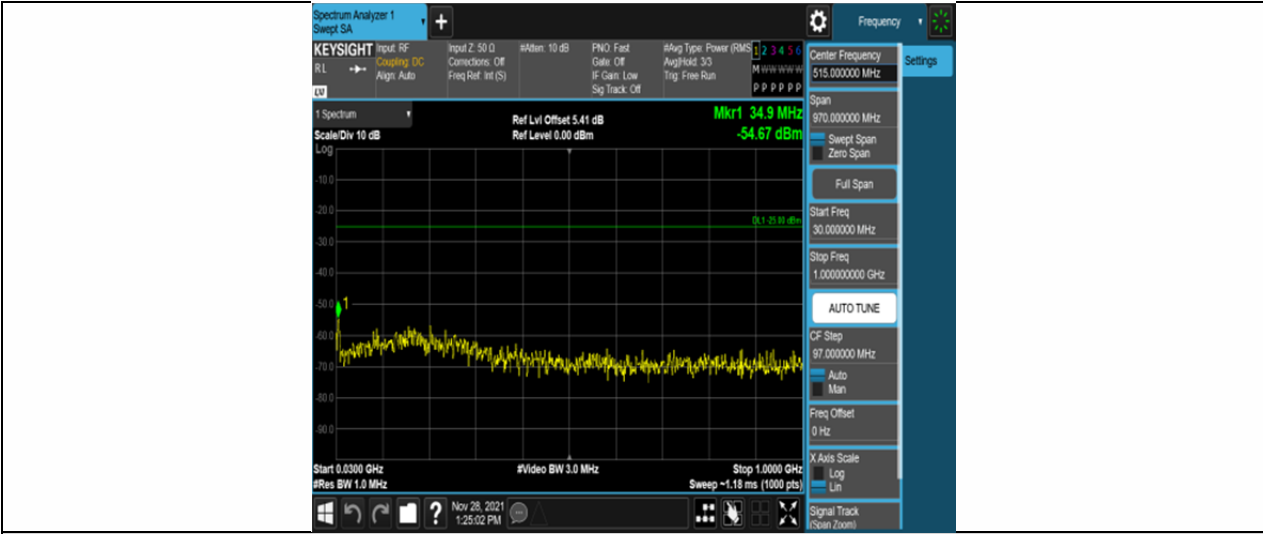 Spectrum Analyzer 1
Swept SA
+
Frequency
KEYSIGHT
RL
LV
Input: RF
Coupling: DC
Align: Auto
Input Z: 50 Ω
Corrections: Off
Freq Ref: Int (S)
#Atten: 10 dB
PNO: Fast
Gate: Off
IF Gain: Low
Sig Track: Off
#Avg Type: Power (RMS
Avg|Hold: 3/3
Trig: Free Run
1 2 3 4 5 6
M W W W W W
P P P P P P
1 Spectrum
Scale/Div 10 dB
Log
Ref Lvl Offset 5.41 dB
Ref Level 0.00 dBm
Mkr1 34.9 MHz
-54.67 dBm
-10.0
-20.0
DL1 -25.00 dBm
-30.0
-40.0
-50.0
1
-60.0
-70.0
-80.0
-90.0
Start 0.0300 GHz
#Res BW 1.0 MHz
#Video BW 3.0 MHz
Stop 1.0000 GHz
Sweep ~1.18 ms (1000 pts)
?
Nov 28, 2021
1:25:02 PM
Center Frequency
515.000000 MHz
Settings
Span
970.000000 MHz
Swept Span
Zero Span
Full Span
Start Freq
30.000000 MHz
Stop Freq
1.000000000 GHz
AUTO TUNE
CF Step
97.000000 MHz
Auto
Man
Freq Offset
0 Hz
X Axis Scale
Log
Lin
Signal Track
(Span Zoom)